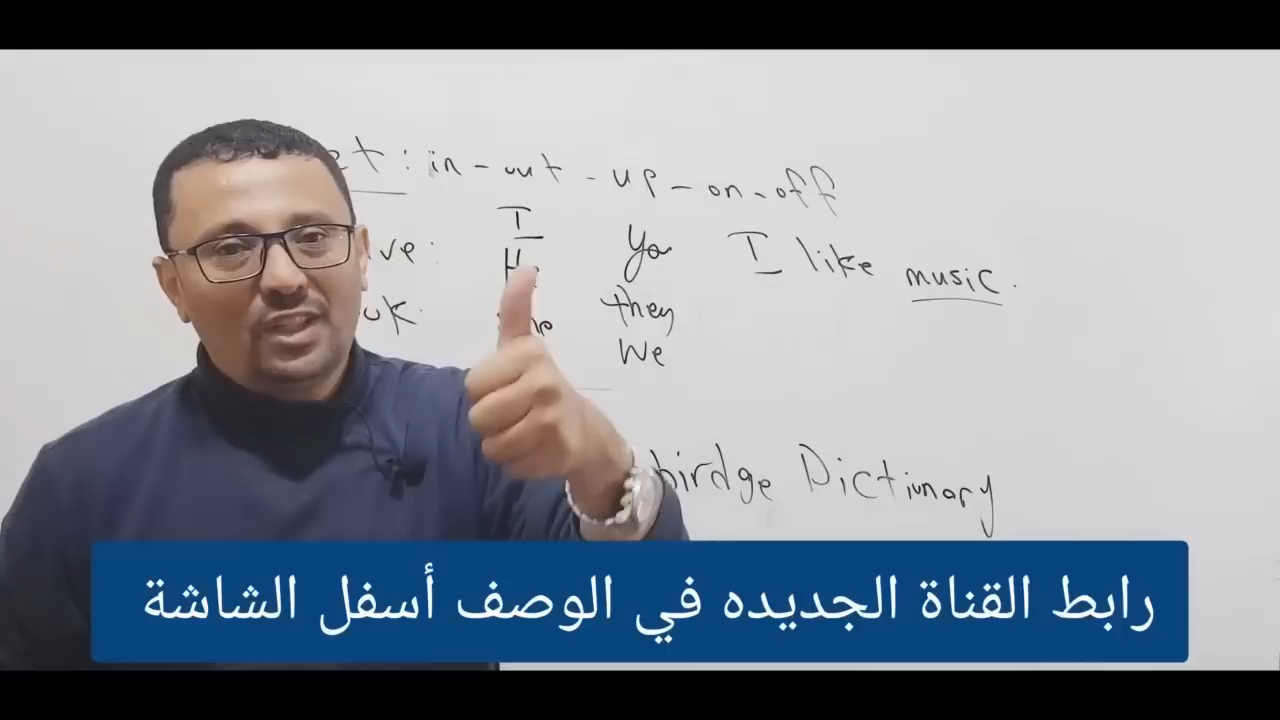 in - out - up - on - off
I You I like music.
He they
We
Dictionary
رابط القناة الجديده في الوصف أسفل الشاشة